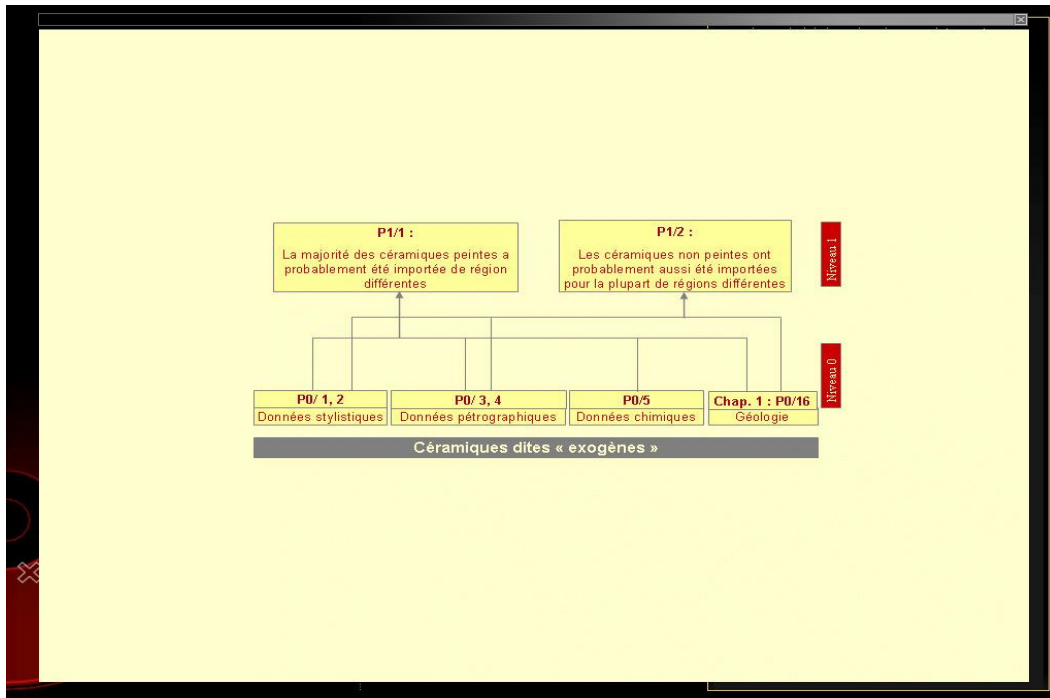 P1/1 :
La majorité des céramiques peintes a
probablement été importée de région
différentes
P1/2 :
Les céramiques non peintes ont
probablement aussi été importées
pour la plupart de régions différentes
Niveau 1
Niveau 0
P0/ 1, 2
Données stylistiques
P0/ 3, 4
Données pétrographiques
P0/5
Données chimiques
Chap. 1 : P0/16
Géologie
Céramiques dites « exogènes »